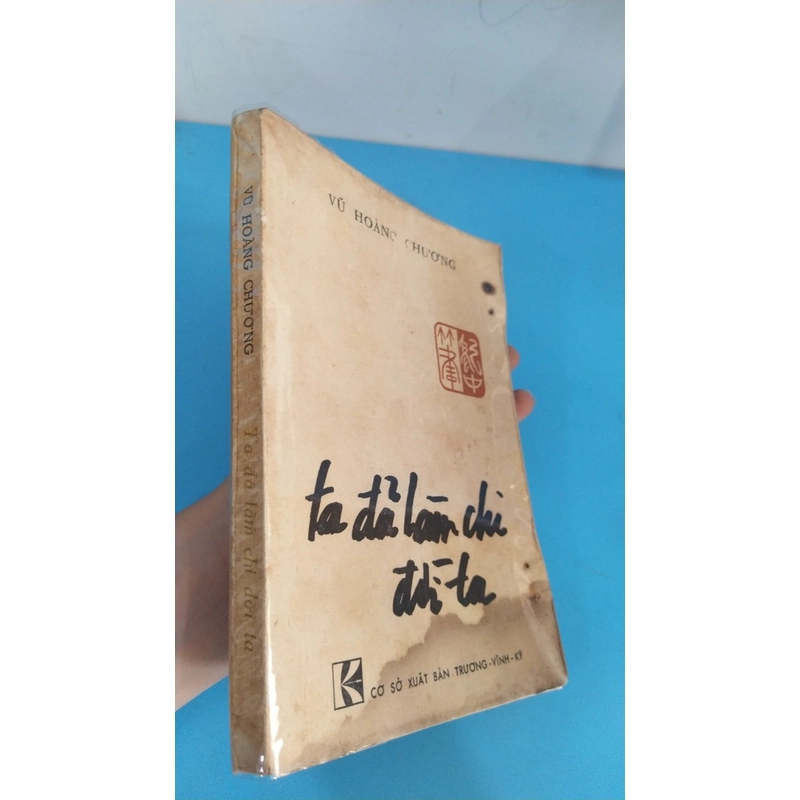 VŨ HOÀNG CHƯƠNG
Ta đã làm chi đời ta
VŨ HOÀNG CHƯƠNG
ta đã làm chi
đời ta
CƠ SỞ XUẤT BẢN TRƯƠNG-VĨNH-KÝ